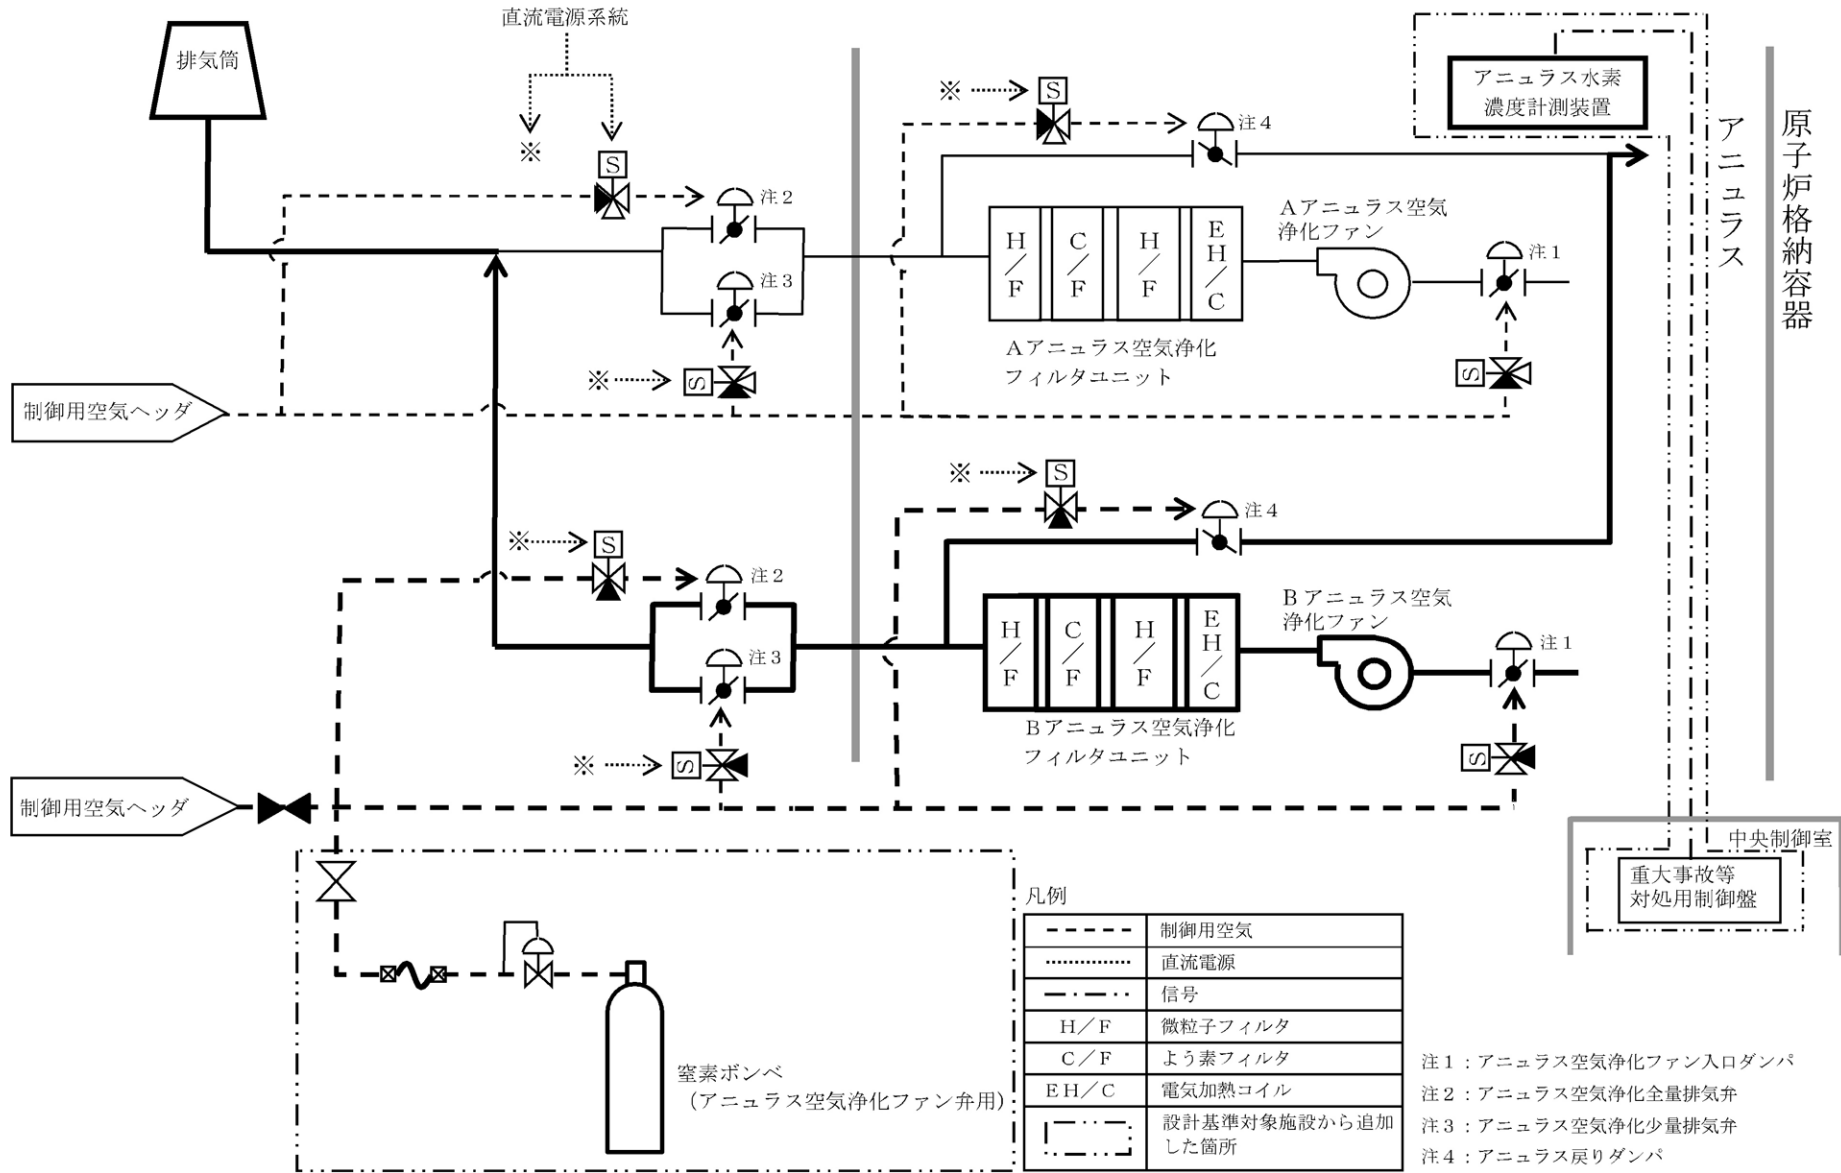 直流電源系統
排気筒
※
S
注2
注3
※
S
※
S
注4
アニュラス水素
濃度計測装置
アニュラス
原子炉格納容器
H/F
C/F
H/F
EH/C
Aアニュラス空気
浄化ファン
注1
S
Aアニュラス空気浄化
フィルタユニット
制御用空気ヘッダ
※
S
注4
※
S
注2
注3
※
S
H/F
C/F
H/F
EH/C
Bアニュラス空気
浄化ファン
注1
S
Bアニュラス空気浄化
フィルタユニット
制御用空気ヘッダ
中央制御室
重大事故等
対処用制御盤
窒素ボンベ
(アニュラス空気浄化ファン弁用)
凡例
制御用空気
直流電源
信号
H/F 微粒子フィルタ
C/F よう素フィルタ
EH/C 電気加熱コイル
設計基準対象施設から追加
した箇所
注1:アニュラス空気浄化ファン入口ダンパ
注2:アニュラス空気浄化全量排気弁
注3:アニュラス空気浄化少量排気弁
注4:アニュラス戻りダンパ